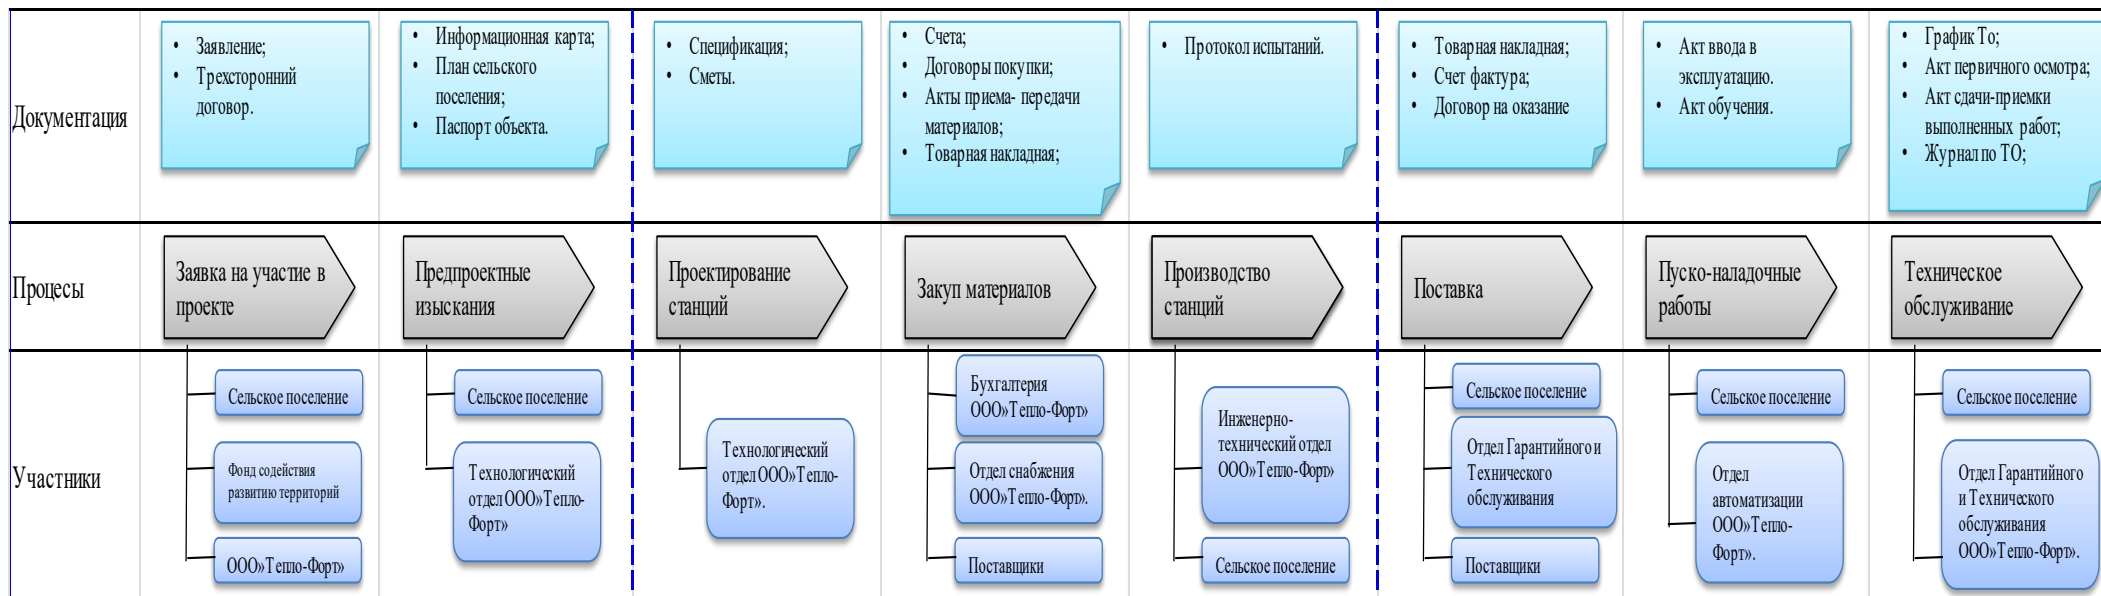 Документация
• Заявление;
• Трехсторонний
договор.
• Информационная карта;
• План сельского
поселения;
• Паспорт объекта.
• Спецификация;
• Сметы.
• Счета;
• Договоры покупки;
• Акты приема- передачи
материалов;
• Товарная накладная;
• Протокол испытаний.
• Товарная накладная;
• Счет фактура;
• Договор на оказание
• Акт ввода в
эксплуатацию.
• Акт обучения.
• График То;
• Акт первичного осмотра;
• Акт сдачи-приемки
выполненных работ;
• Журнал по ТО;
Процесы
Заявка на участие в
проекте
Предпроектные
изыскания
Проектирование
станций
Закуп материалов
Производство
станций
Поставка
Пуско-наладочные
работы
Техническое
обслуживание
Участники
Сельское поселение
Фонд содействия
развитию территорий
ООО»Тепло-Форт»
Сельское поселение
Технологический
отдел ООО»Тепло-
Форт»
Технологический
отдел ООО»Тепло-
Форт».
Бухгалтерия
ООО»Тепло-Форт»
Отдел снабжения
ООО»Тепло-Форт».
Поставщики
Инженерно-
технический отдел
ООО»Тепло-Форт»
Сельское поселение
Сельское поселение
Отдел Гарантийного и
Технического
обслуживания
Поставщики
Сельское поселение
Отдел
автоматизации
ООО»Тепло-
Форт».
Сельское поселение
Отдел Гарантийного
и Технического
обслуживания
ООО»Тепло-Форт».